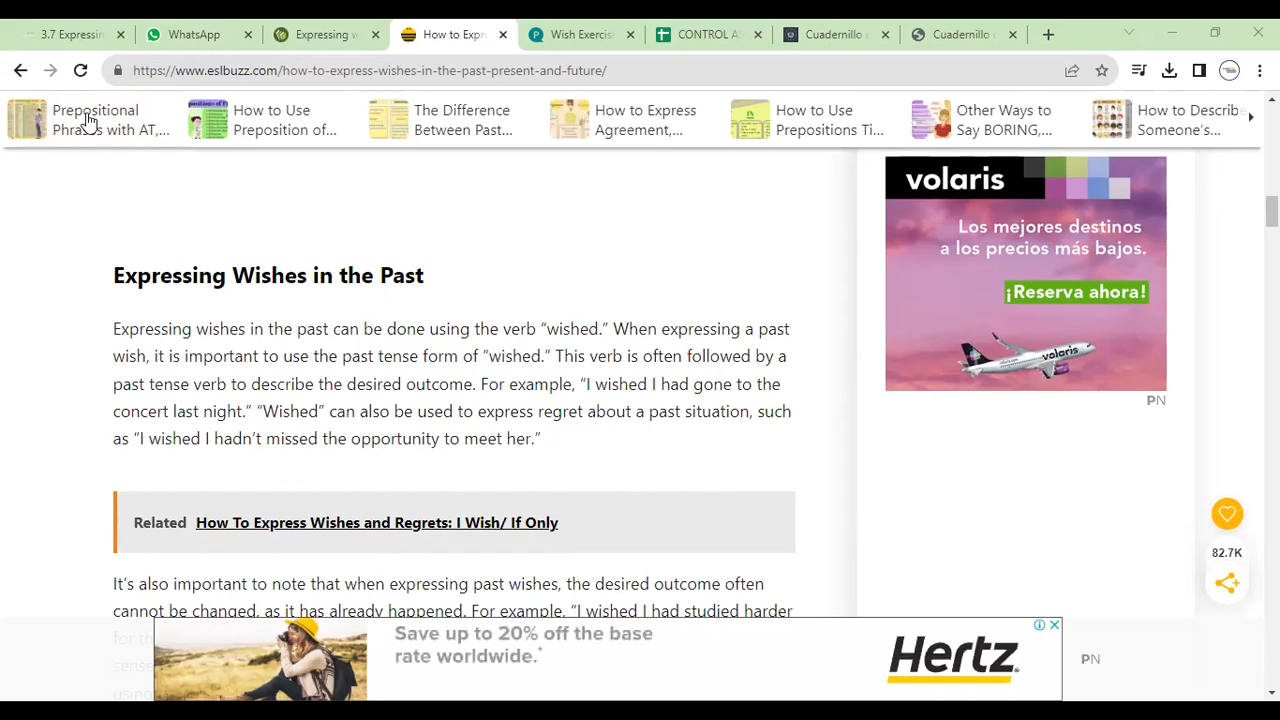 3.7 Expressin
WhatsApp
Expressing w
How to Expr
Wish Exercis
CONTROL AS
Cuadernillo
Cuadernillo
https://www.eslbuzz.com/how-to-express-wishes-in-the-past-present-and-future/
Prepositional
Phrases with AT,...
How to Use
Preposition of...
The Difference
Between Past...
How to Express
Agreement,...
How to Use
Prepositions Ti...
Other Ways to
Say BORING,...
How to Describe
Someone's...
volaris
Los mejores destinos
a los precios más bajos.
¡Reserva ahora!
volaris
PN
Expressing Wishes in the Past
Expressing wishes in the past can be done using the verb “wished.” When expressing a past
wish, it is important to use the past tense form of “wished.” This verb is often followed by a
past tense verb to describe the desired outcome. For example, “I wished I had gone to the
concert last night.” “Wished” can also be used to express regret about a past situation, such
as “I wished I hadn’t missed the opportunity to meet her.”
Related How To Express Wishes and Regrets: I Wish/ If Only
82.7K
It’s also important to note that when expressing past wishes, the desired outcome often
cannot be changed, as it has already happened. For example, “I wished I had studied harder
for th
sense
using
Save up to 20% off the base
rate worldwide.*
Hertz
PN